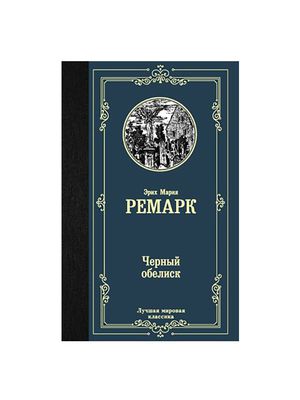 Эрих Мария
РЕМАРК
Черный
обелиск
Лучшая мировая
классика